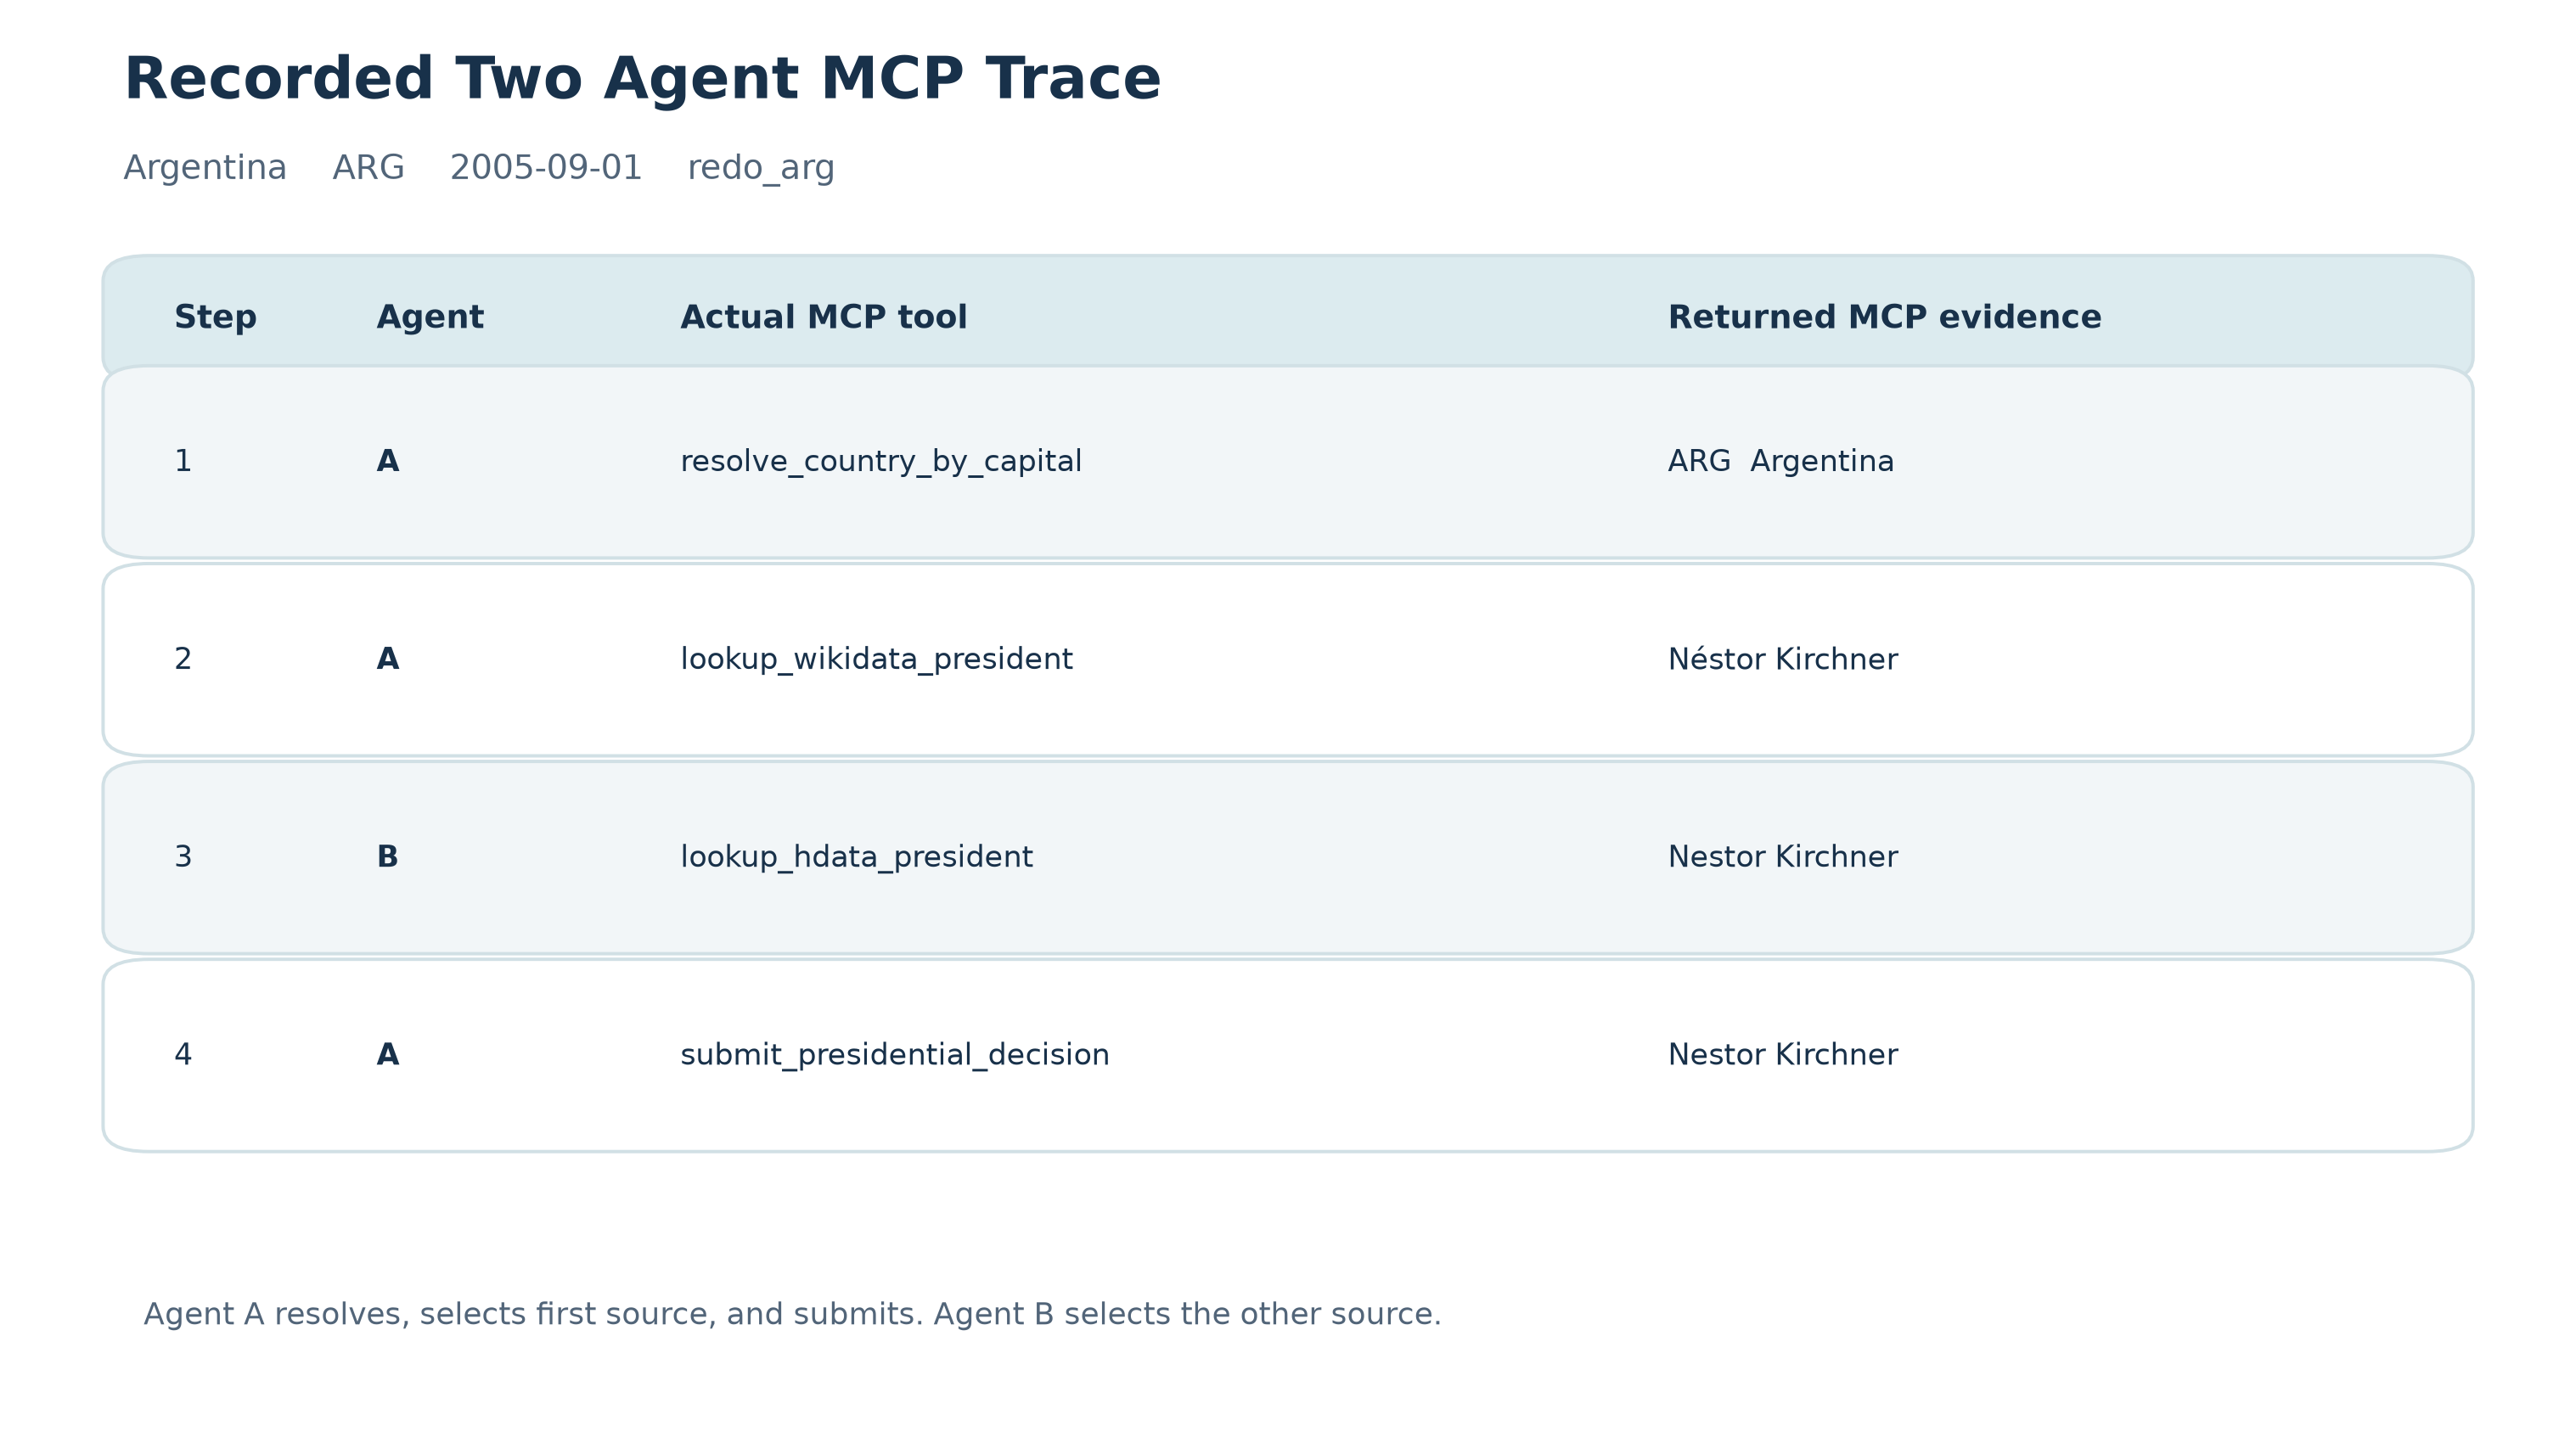 Recorded Two Agent MCP Trace
Argentina ARG 2005-09-01 redo_arg
Step Agent Actual MCP tool Returned MCP evidence
1 A resolve_country_by_capital ARG Argentina
2 A lookup_wikidata_president Néstor Kirchner
3 B lookup_hdata_president Nestor Kirchner
4 A submit_presidential_decision Nestor Kirchner
Agent A resolves, selects first source, and submits. Agent B selects the other source.